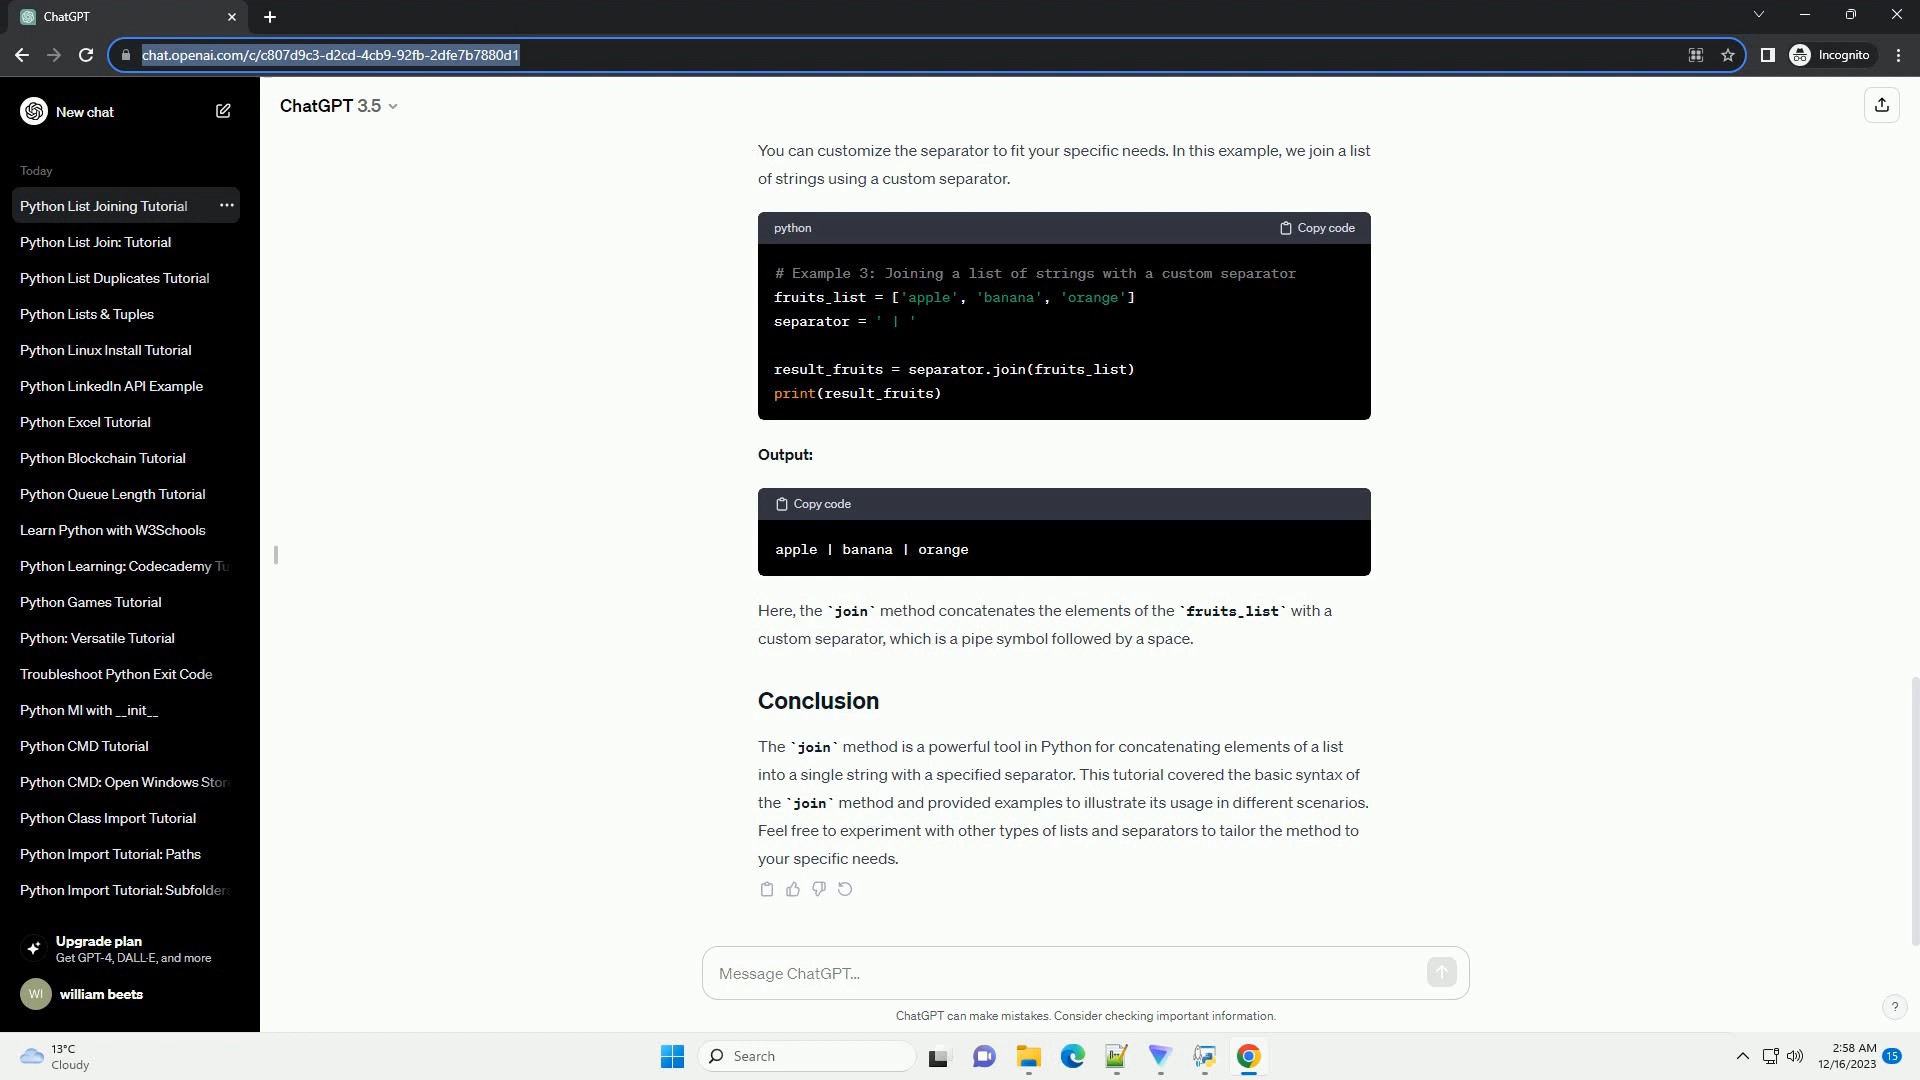 ChatGPT
chat.openai.com/c/c807d9c3-d2cd-4cb9-92fb-2dfe7b7880d1
Incognito
New chat
ChatGPT 3.5
Today
Python List Joining Tutorial
Python List Join: Tutorial
Python List Duplicates Tutorial
Python Lists & Tuples
Python Linux Install Tutorial
Python LinkedIn API Example
Python Excel Tutorial
Python Blockchain Tutorial
Python Queue Length Tutorial
Learn Python with W3Schools
Python Learning: Codecademy Tu
Python Games Tutorial
Python: Versatile Tutorial
Troubleshoot Python Exit Code
Python MI with __init__
Python CMD Tutorial
Python CMD: Open Windows Stor
Python Class Import Tutorial
Python Import Tutorial: Paths
Python Import Tutorial: Subfolders
Upgrade plan
Get GPT-4, DALL·E, and more
WI
william beets
You can customize the separator to fit your specific needs. In this example, we join a list
of strings using a custom separator.
python
Copy code
# Example 3: Joining a list of strings with a custom separator
fruits_list = ['apple', 'banana', 'orange']
separator = ' | '
result_fruits = separator.join(fruits_list)
print(result_fruits)
Output:
Copy code
apple | banana | orange
Here, the `join` method concatenates the elements of the `fruits_list` with a
custom separator, which is a pipe symbol followed by a space.
Conclusion
The `join` method is a powerful tool in Python for concatenating elements of a list
into a single string with a specified separator. This tutorial covered the basic syntax of
the `join` method and provided examples to illustrate its usage in different scenarios.
Feel free to experiment with other types of lists and separators to tailor the method to
your specific needs.
Message ChatGPT...
ChatGPT can make mistakes. Consider checking important information.
?
13°C
Cloudy
Search
2:58 AM
12/16/2023
15